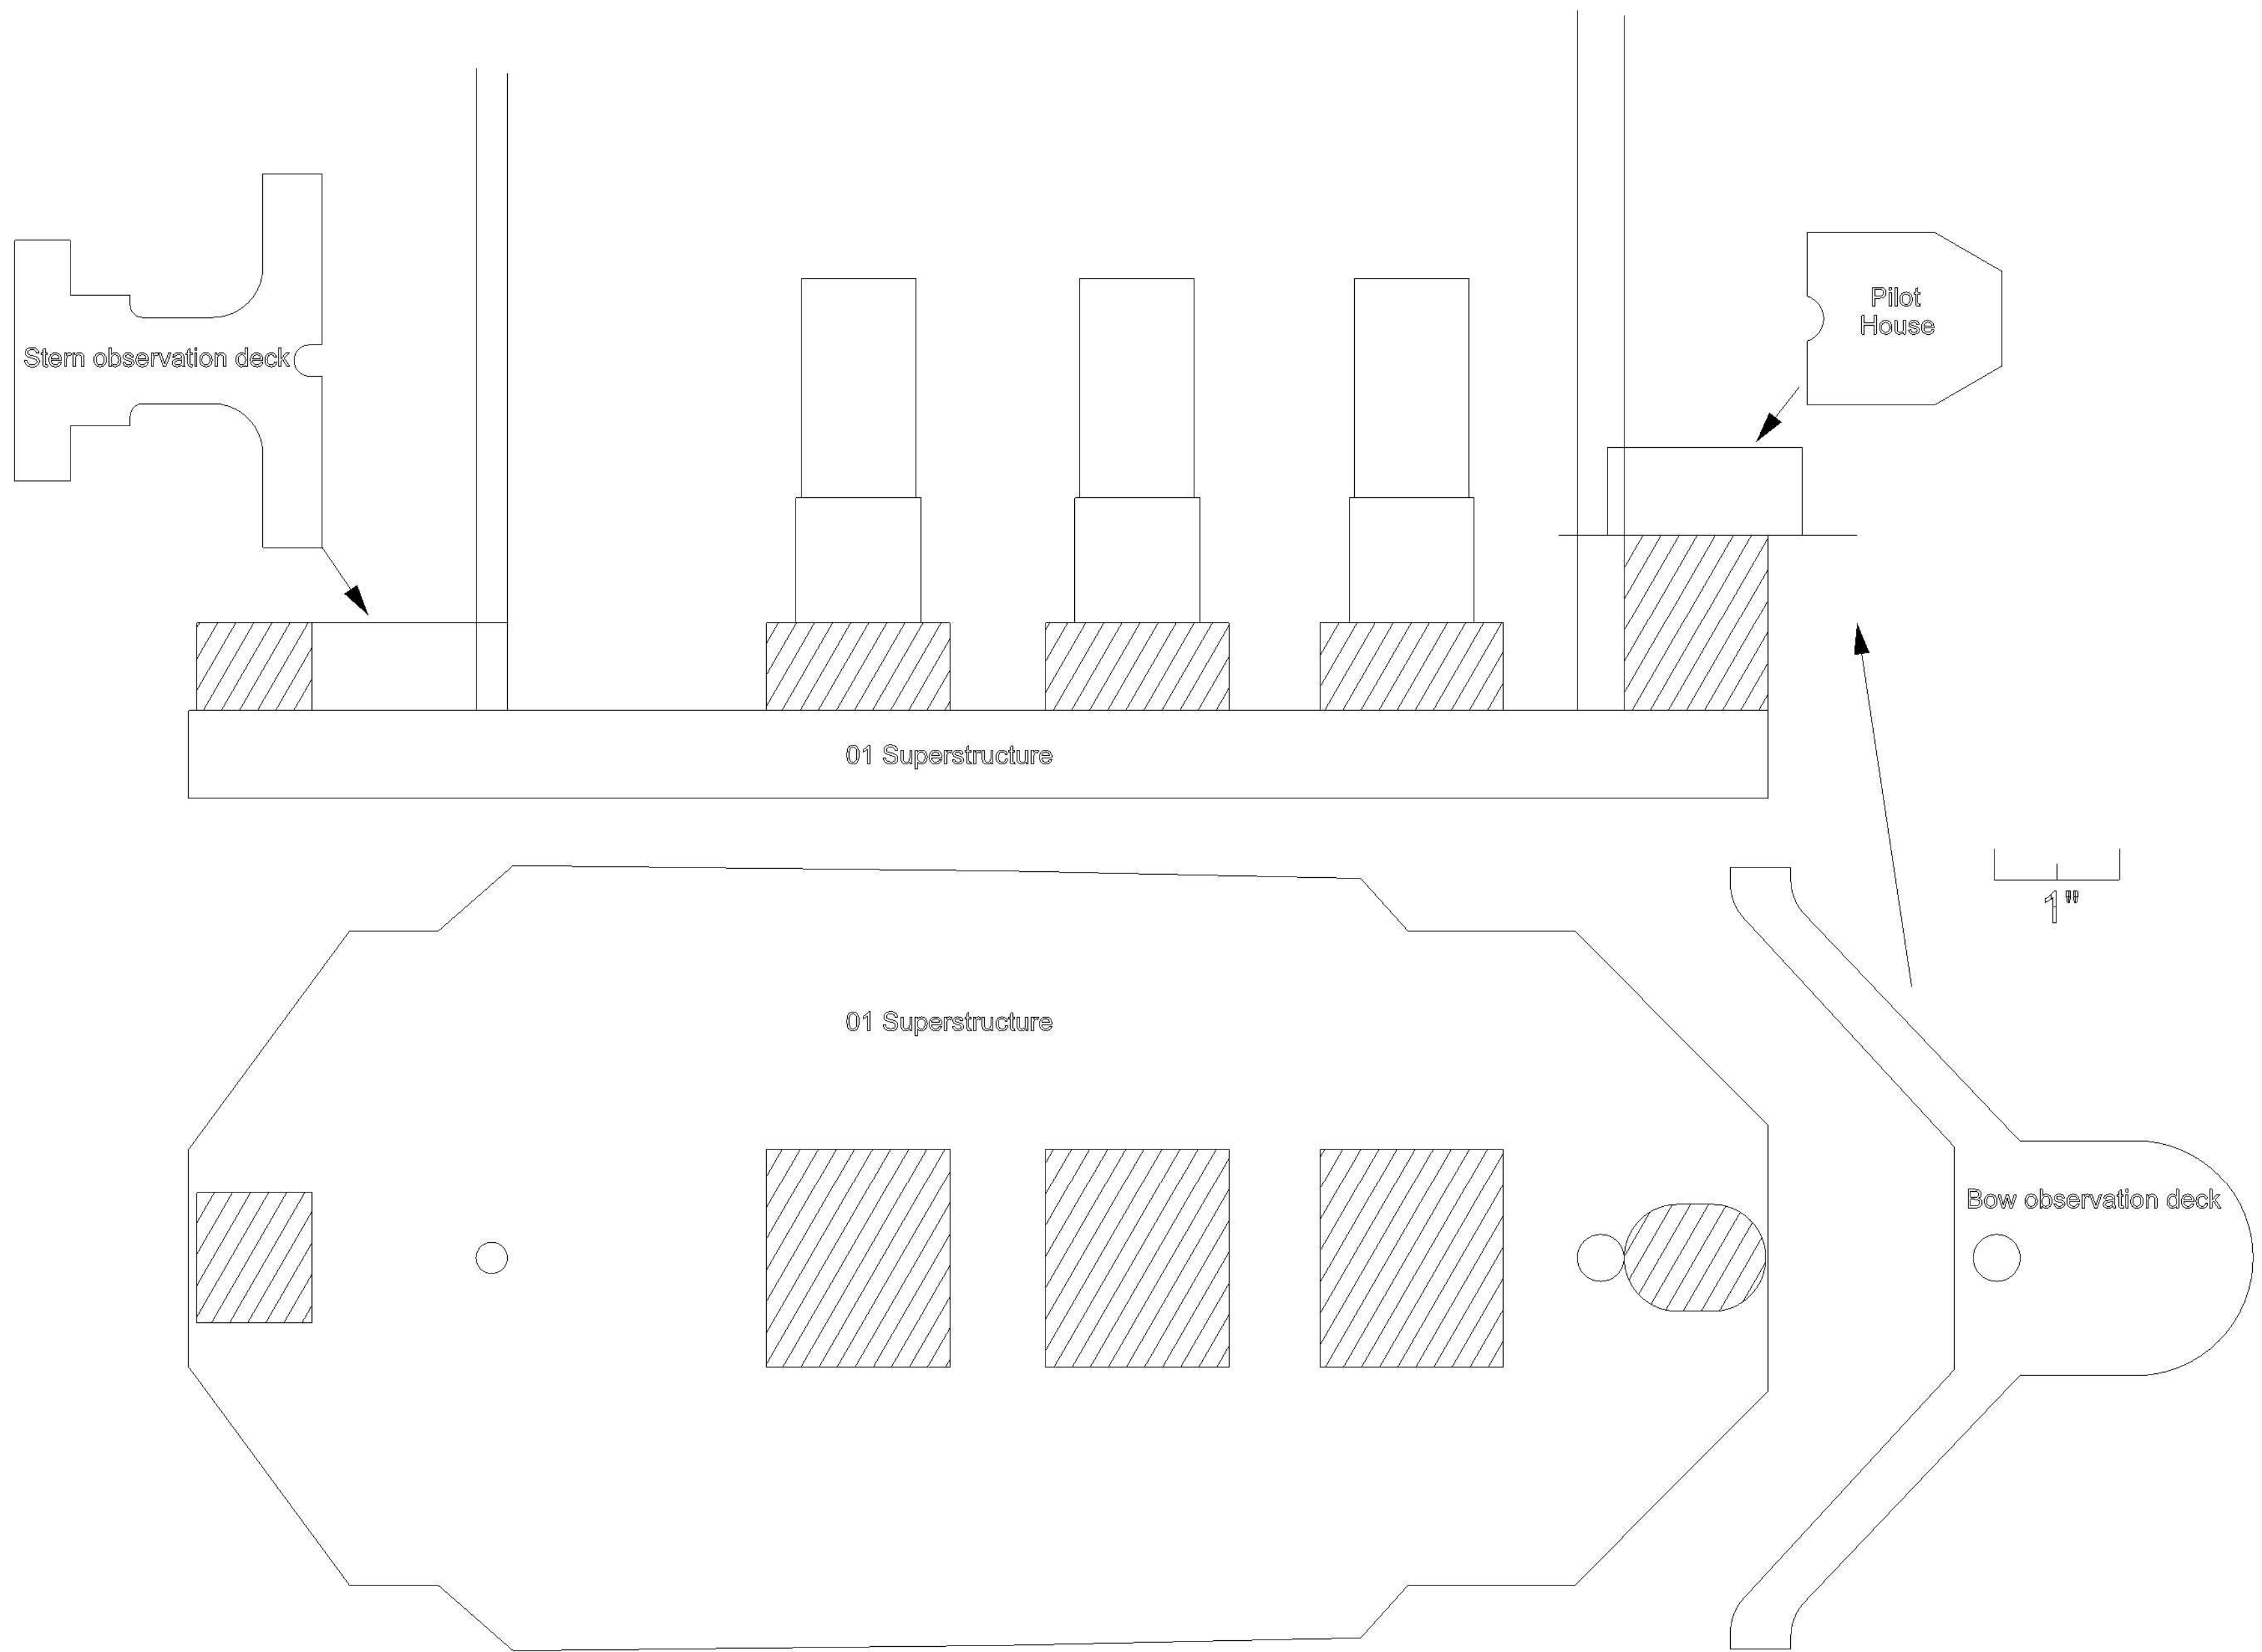 Pilot
House
Stern observation deck
01 Superstructure
1"
01 Superstructure
Bow observation deck